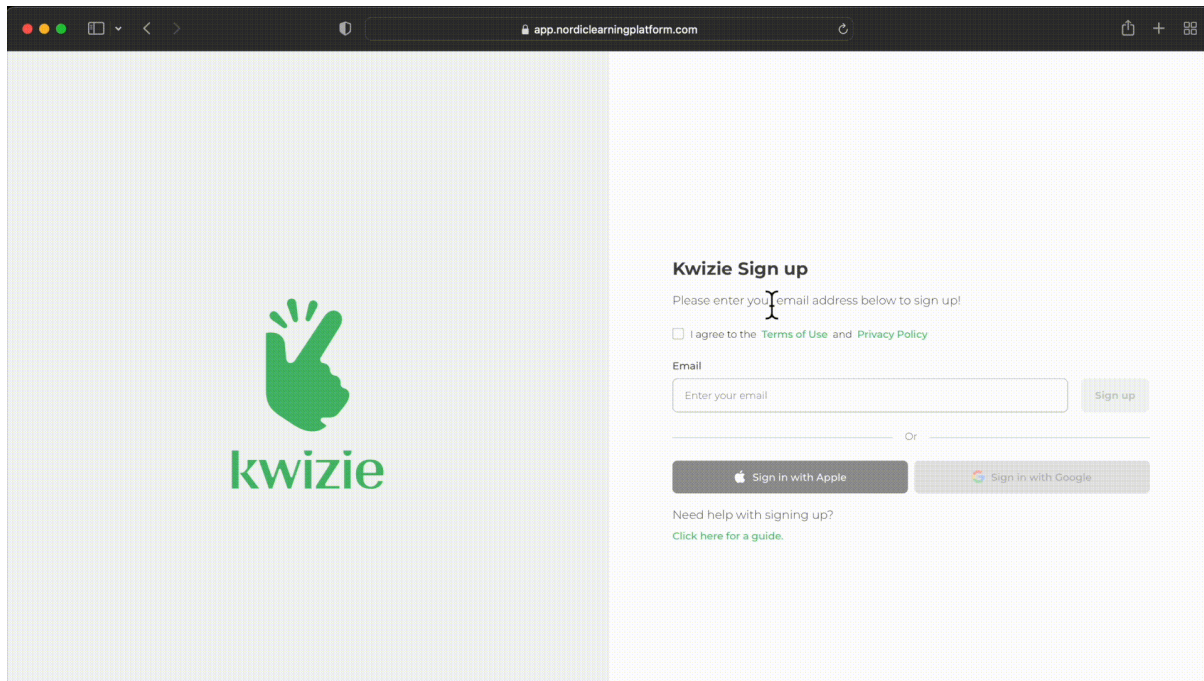 app.nordiclearningplatform.com
kwizie
Kwizie Sign up
Please enter you email address below to sign up!
I agree to the Terms of Use and Privacy Policy
Email
Enter your email
Sign up
Or
Sign in with Apple
Sign in with Google
Need help with signing up?
Click here for a guide.